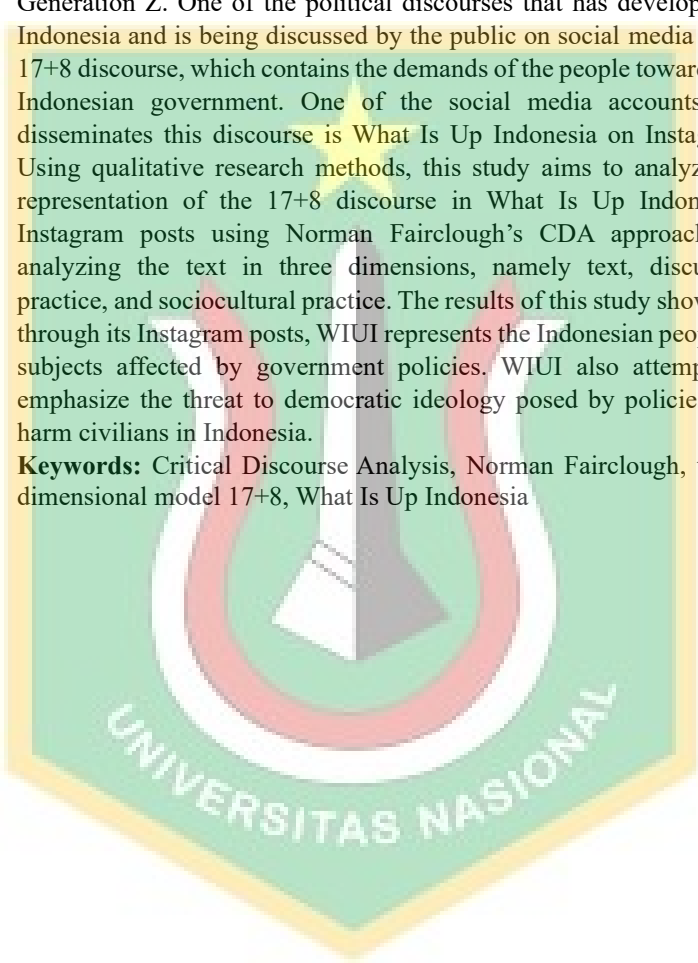 Generation Z. One of the political discourses that has develop
Indonesia and is being discussed by the public on social media
17+8 discourse, which contains the demands of the people towar
Indonesian government. One of the social media accounts
disseminates this discourse is What Is Up Indonesia on Insta
Using qualitative research methods, this study aims to analyz
representation of the 17+8 discourse in What Is Up Indon
Instagram posts using Norman Fairclough’s CDA approac
analyzing the text in three dimensions, namely text, discu
practice, and sociocultural practice. The results of this study show
through its Instagram posts, WIUI represents the Indonesian peo
subjects affected by government policies. WIUI also attemp
emphasize the threat to democratic ideology posed by policie
harm civilians in Indonesia.
Keywords: Critical Discourse Analysis, Norman Fairclough,
dimensional model 17+8, What Is Up Indonesia
UNIVERSITAS NASIONAL